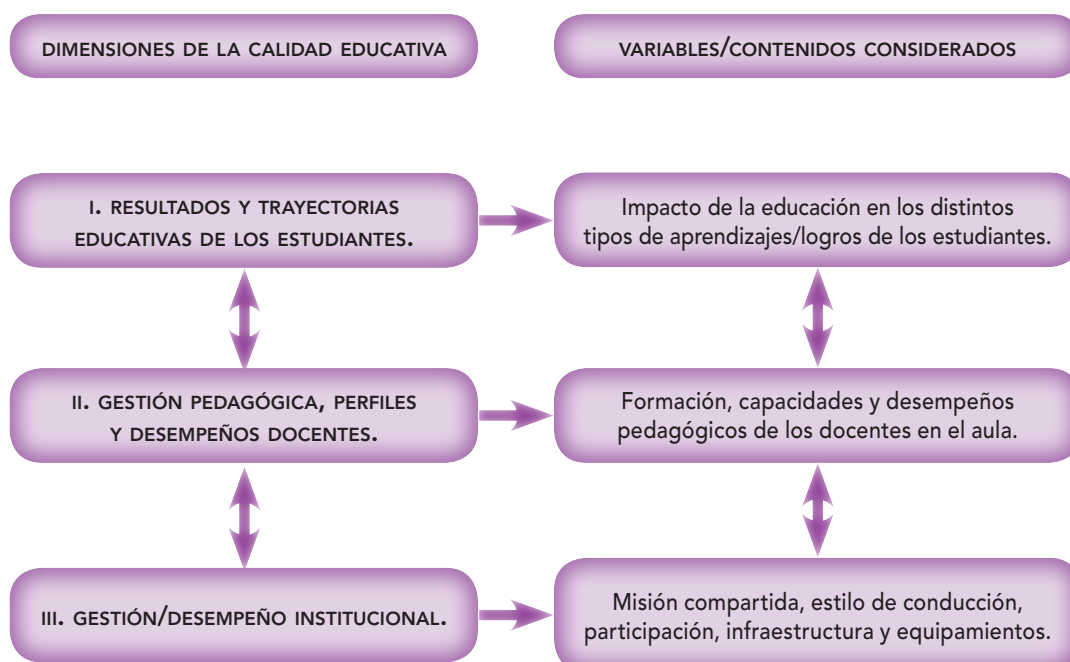 DIMENSIONES DE LA CALIDAD EDUCATIVA
VARIABLES/CONTENIDOS CONSIDERADOS
I. RESULTADOS Y TRAYECTORIAS
EDUCATIVAS DE LOS ESTUDIANTES.
Impacto de la educación en los distintos
tipos de aprendizajes/logros de los estudiantes.
II. GESTIÓN PEDAGÓGICA, PERFILES
Y DESEMPEÑOS DOCENTES.
Formación, capacidades y desempeños
pedagógicos de los docentes en el aula.
III. GESTIÓN/DESEMPEÑO INSTITUCIONAL.
Misión compartida, estilo de conducción,
participación, infraestructura y equipamientos.